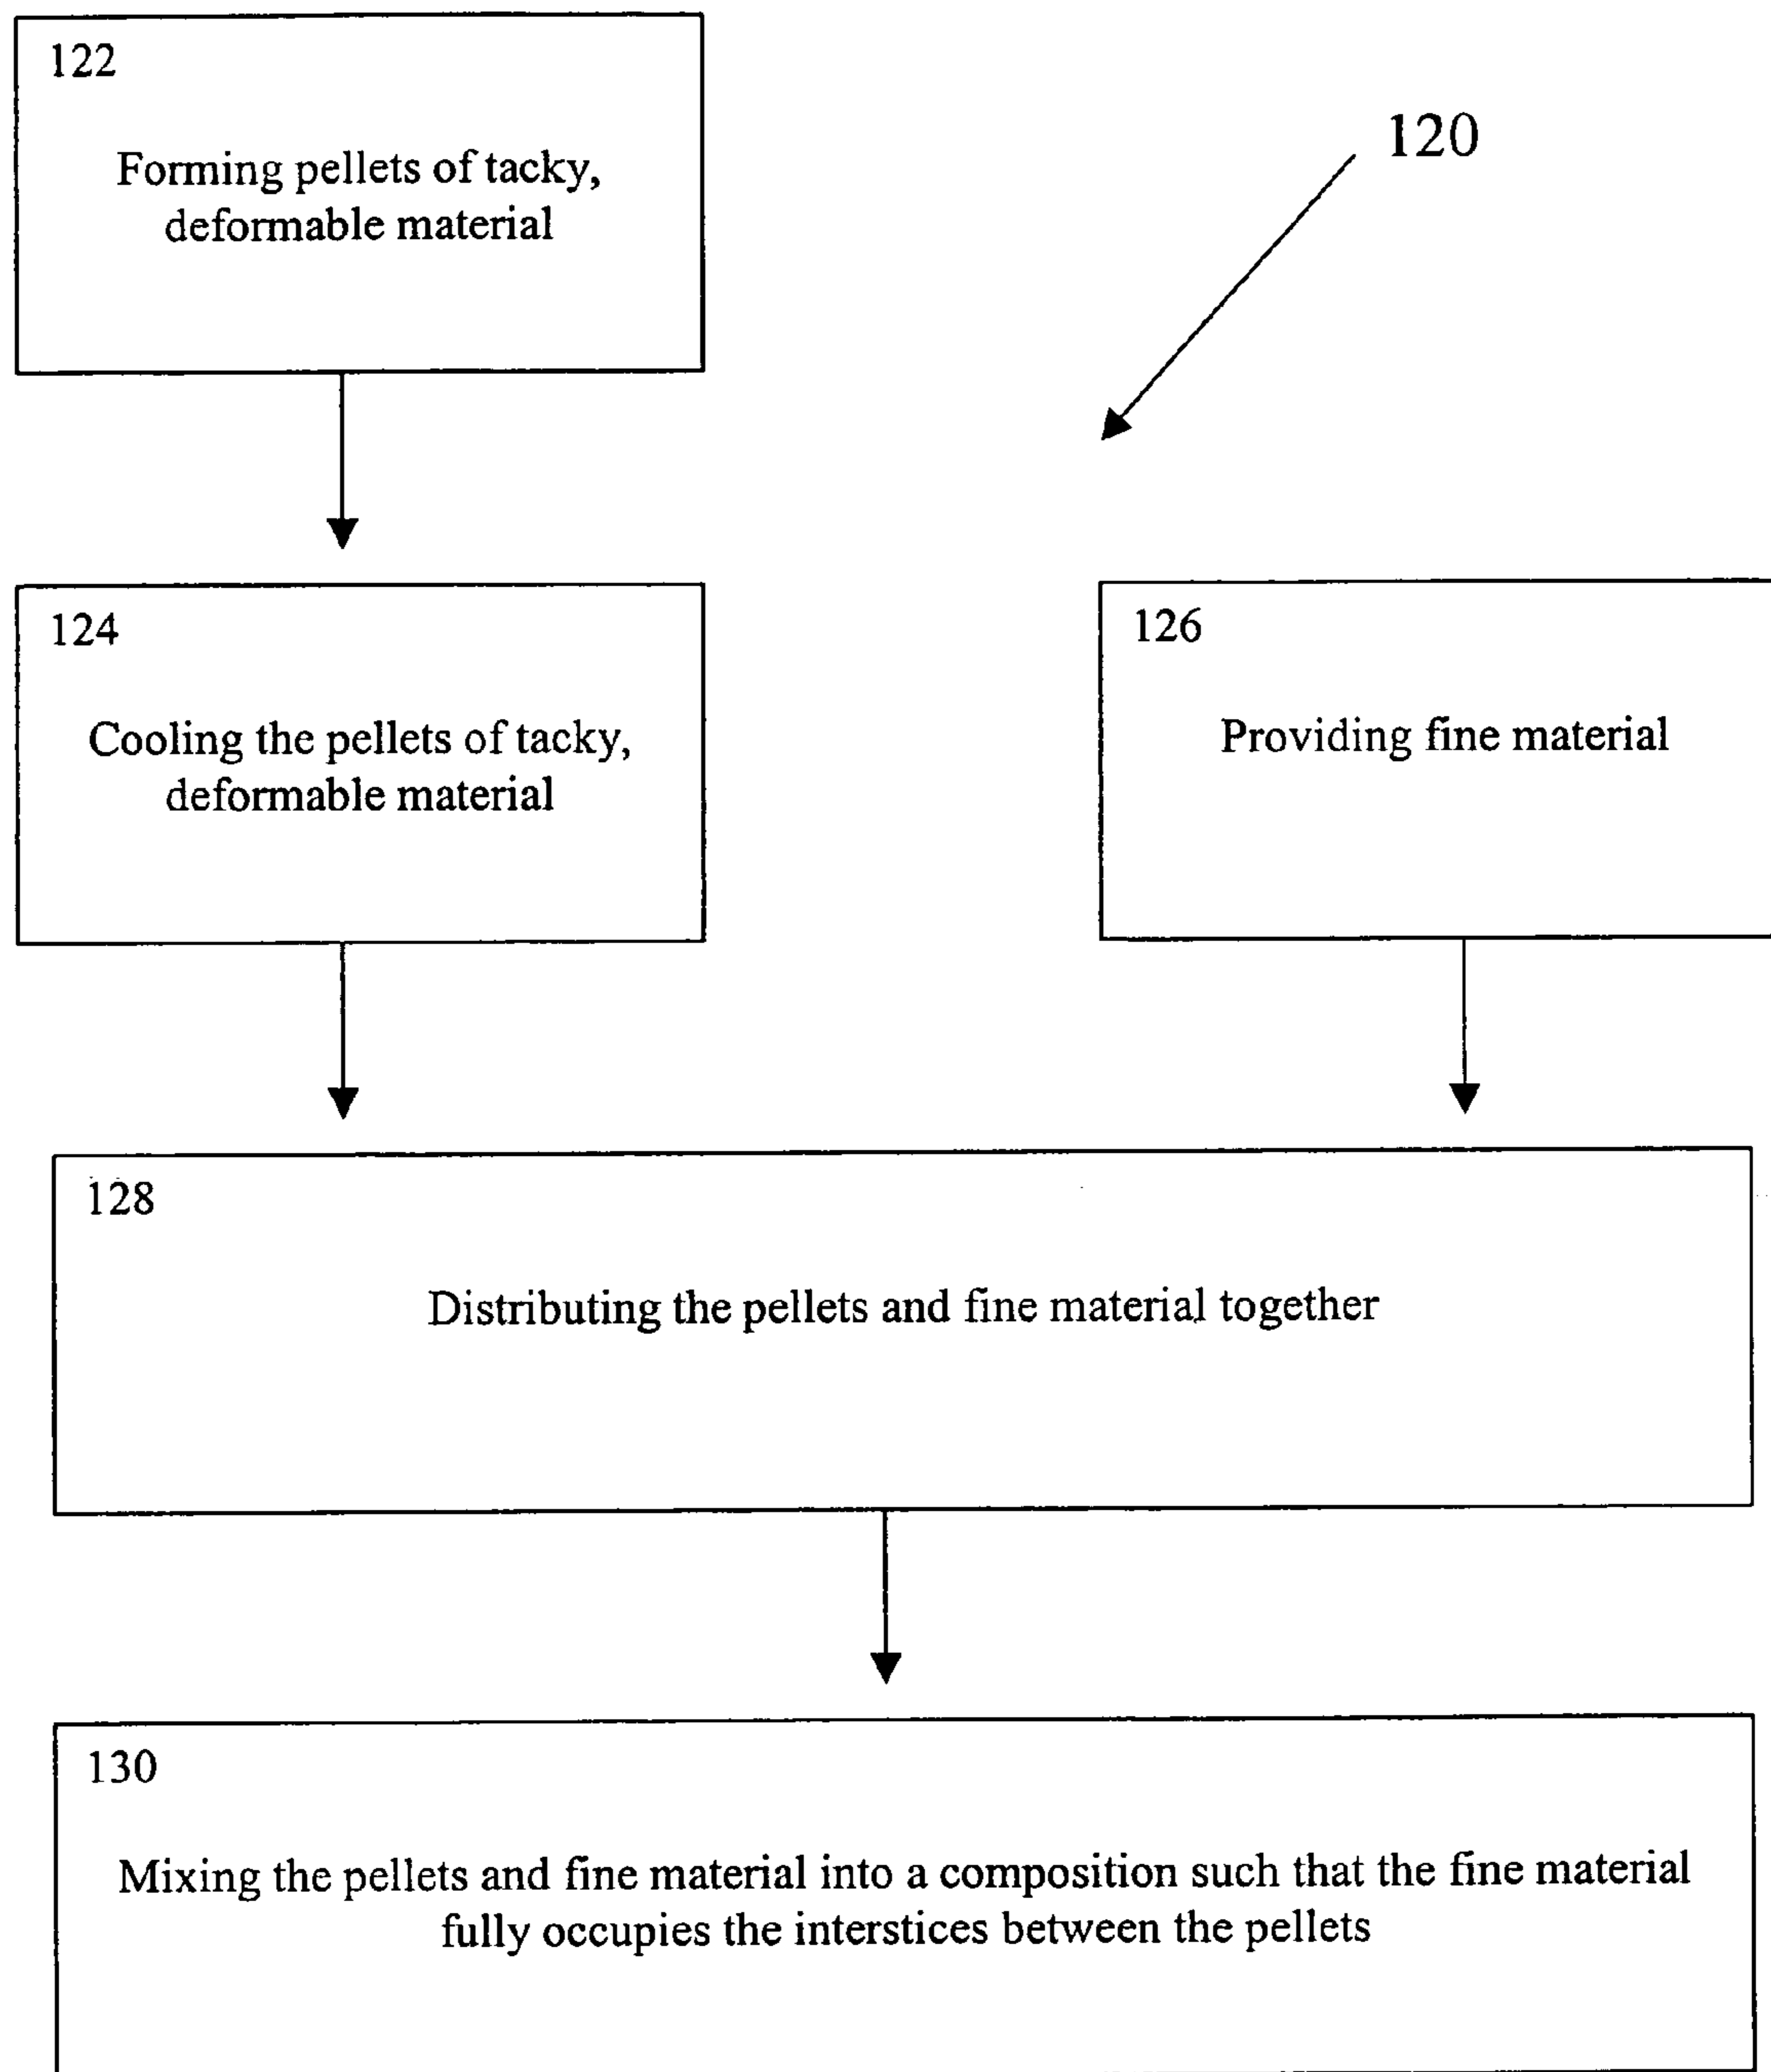 122
Forming pellets of tacky,
deformable material
120
124
Cooling the pellets of tacky,
deformable material
126
Providing fine material
128
Distributing the pellets and fine material together
130
Mixing the pellets and fine material into a composition such that the fine material
fully occupies the interstices between the pellets